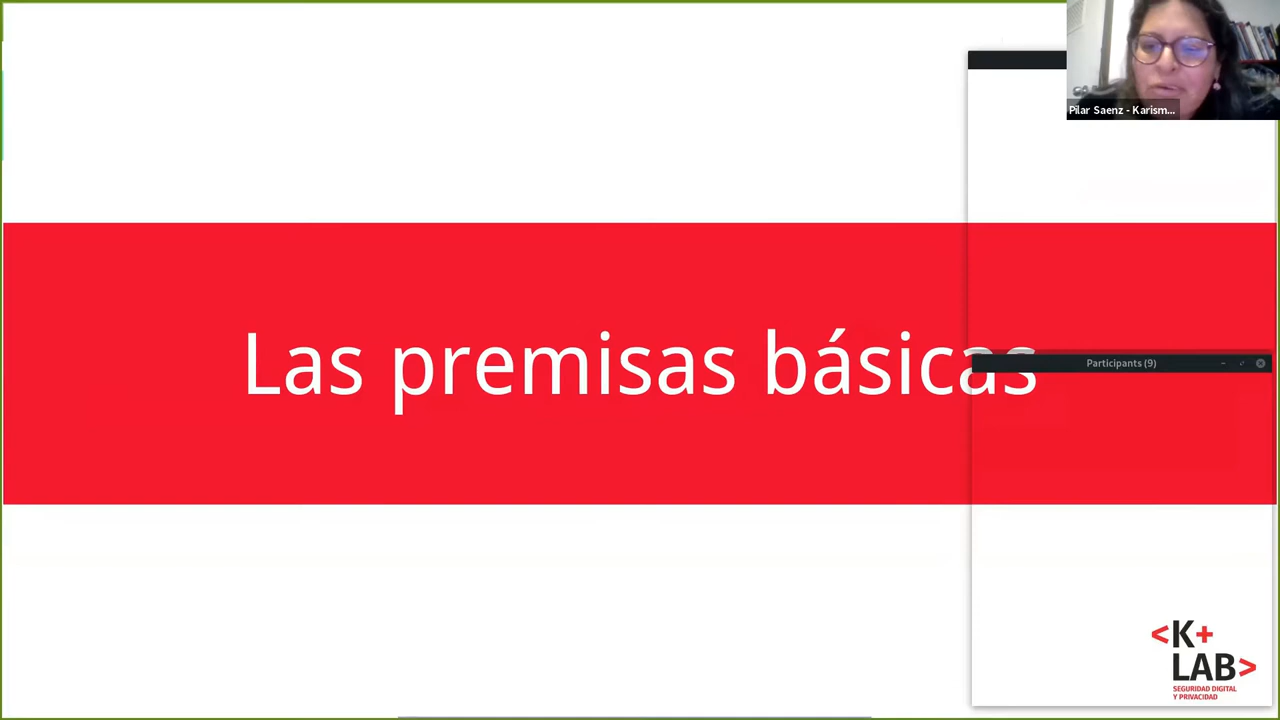 Pilar Saenz - Karism...
Las premisas básicas
Participants (9)
<K+
LAB>
SEGURIDAD DIGITAL
Y PRIVACIDAD